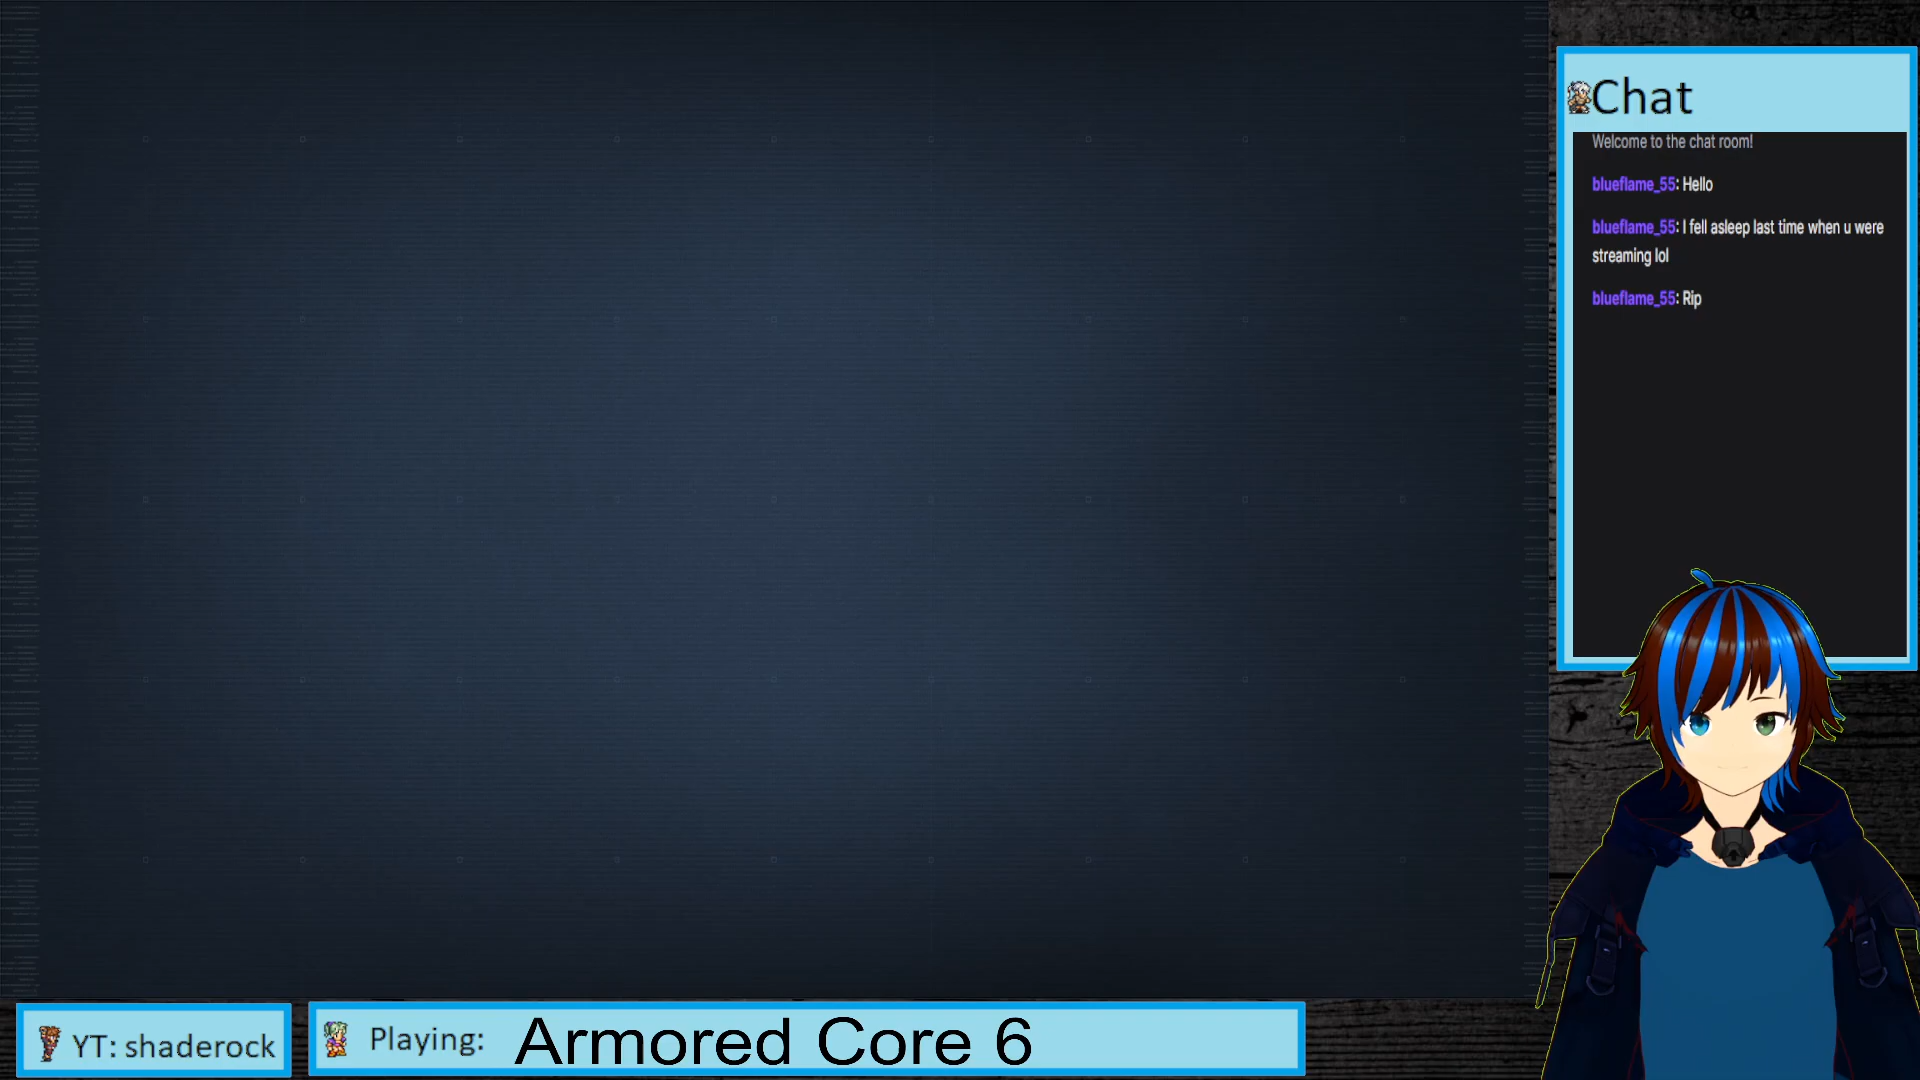 Chat
Welcome to the chat room!
blueflame_55: Hello
blueflame_55: I fell asleep last time when u were
streaming lol
blueflame_55: Rip
YT: shaderock
Playing: Armored Core 6